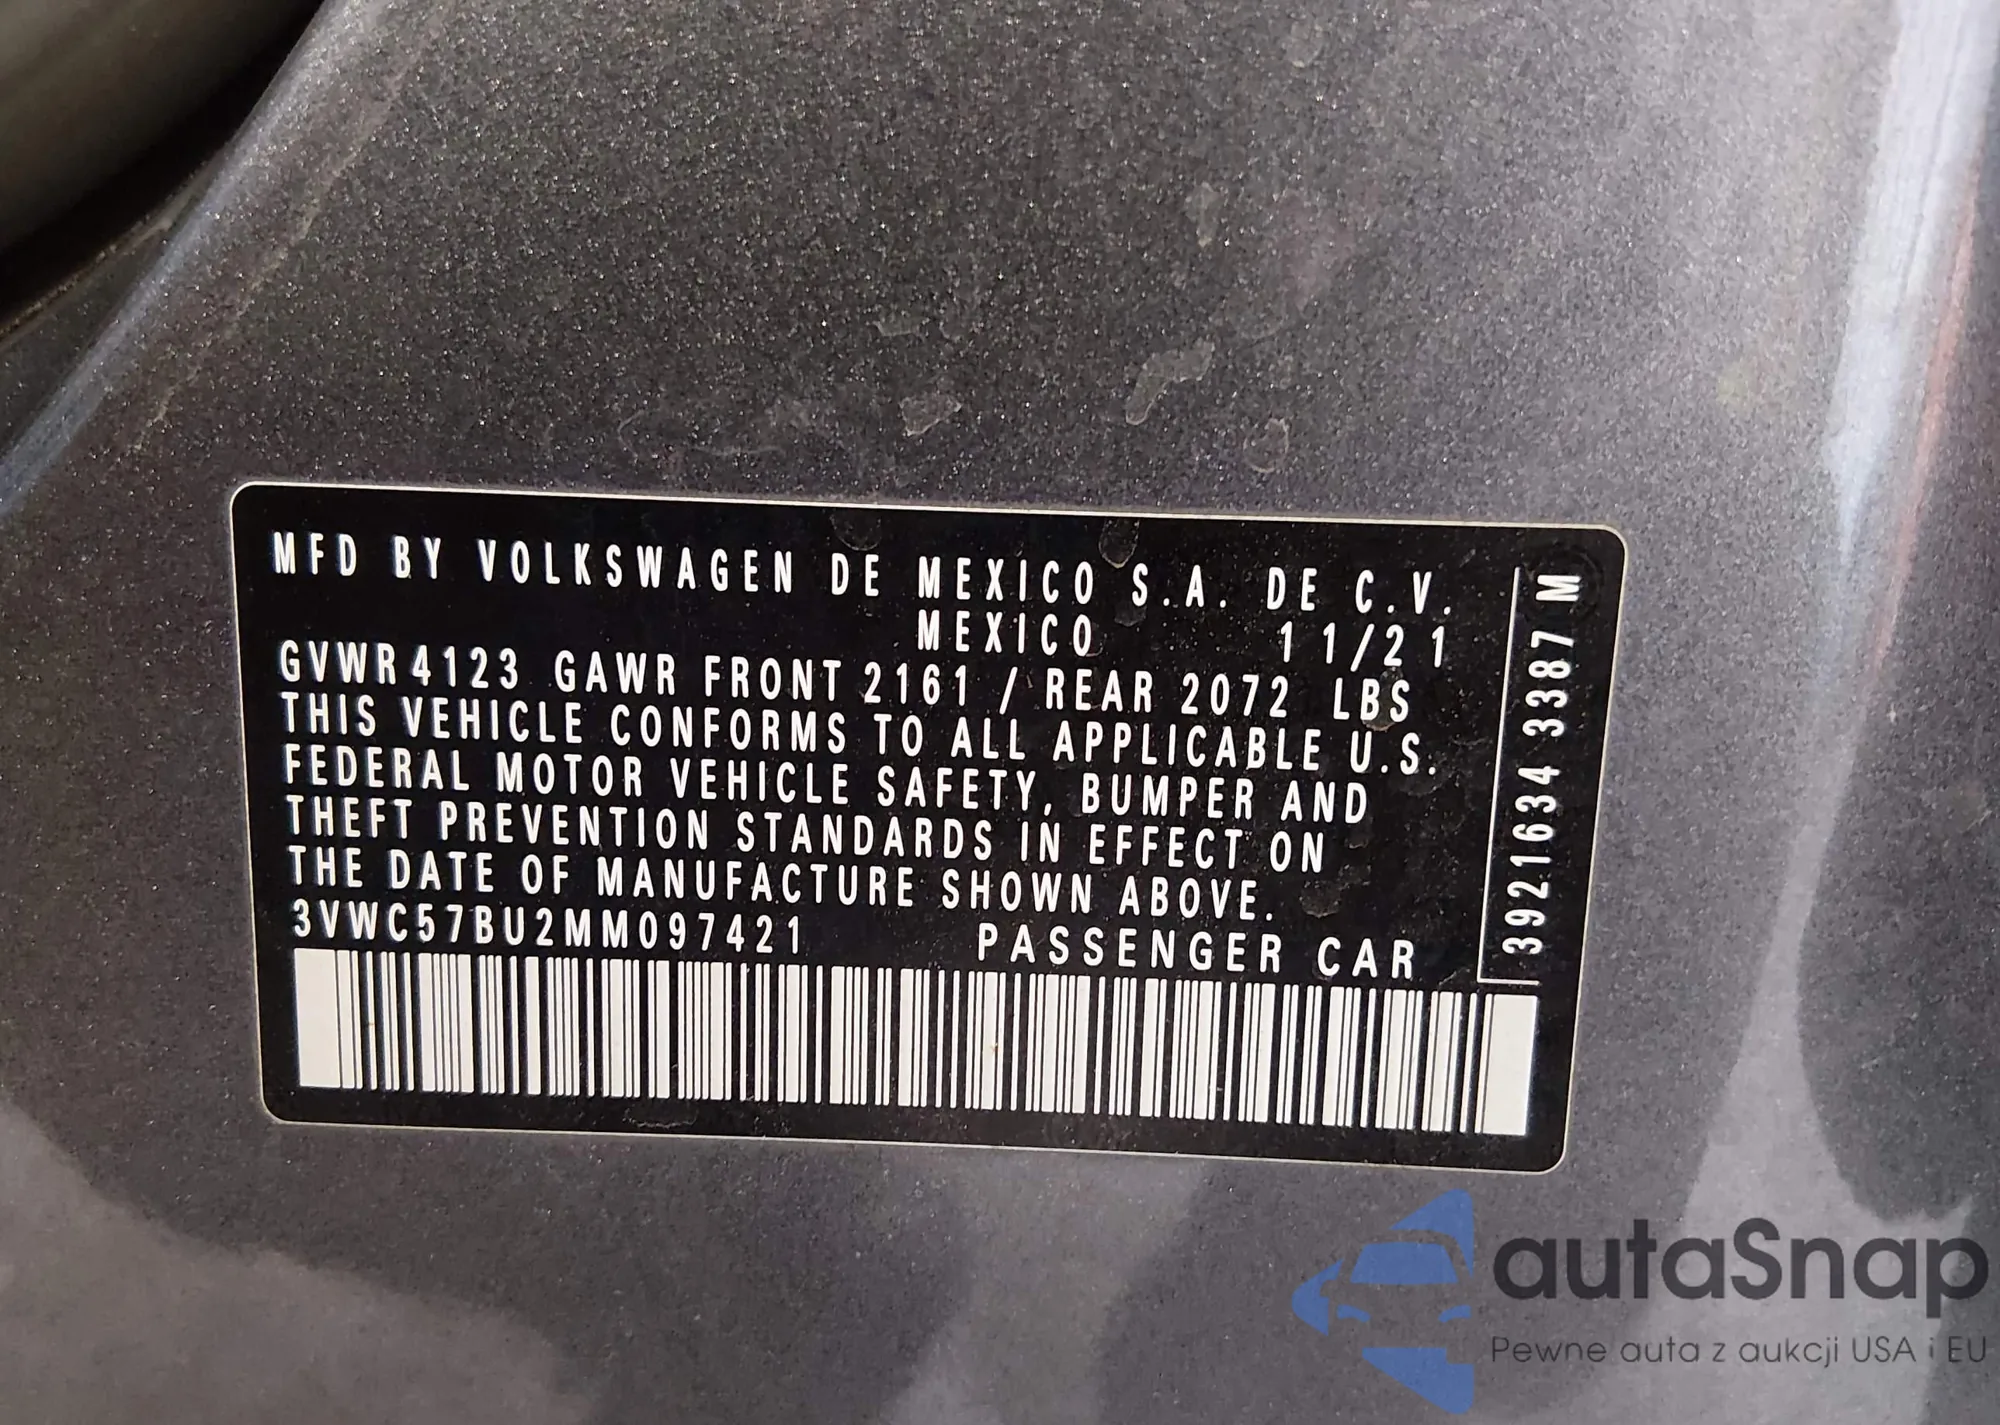 MFD BY VOLKSWAGEN DE MEXICO S.A. DE C.V.
MEXICO 11/21
GVWR 4123 GAWR FRONT 2161 / REAR 2072 LBS
THIS VEHICLE CONFORMS TO ALL APPLICABLE U.S.
FEDERAL MOTOR VEHICLE SAFETY, BUMPER AND
THEFT PREVENTION STANDARDS IN EFFECT ON
THE DATE OF MANUFACTURE SHOWN ABOVE.
3VWC57BU2MM097421 PASSENGER CAR
3921634 3387 M
autaSnap
Pewne auta z aukcji USA i EU